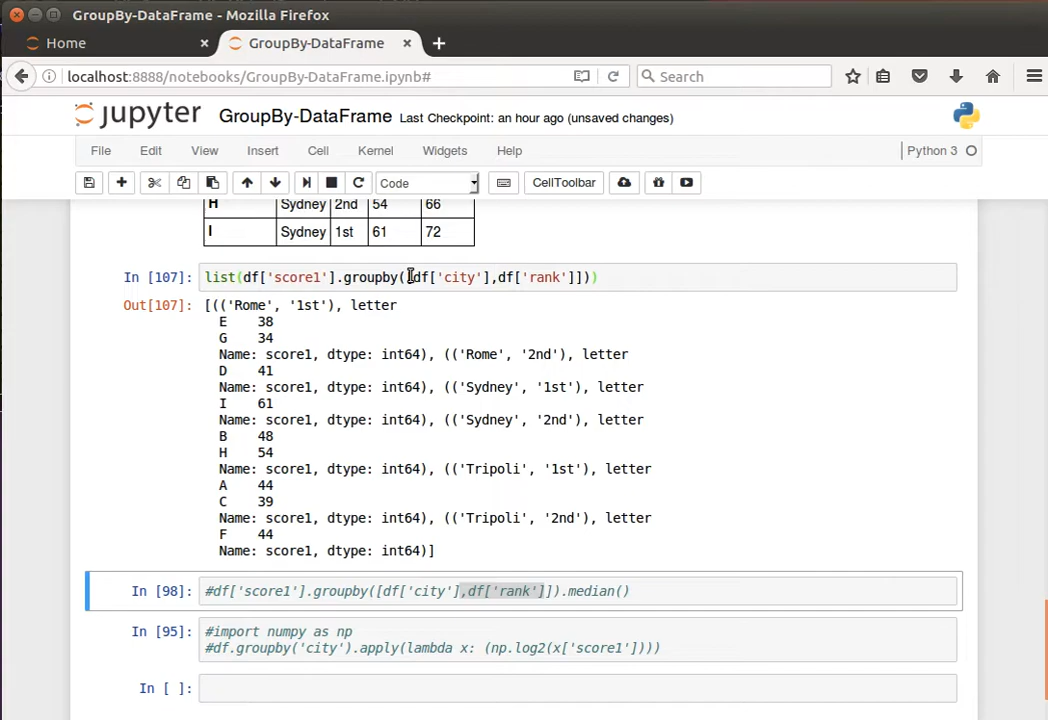 GroupBy-DataFrame - Mozilla Firefox
Home
GroupBy-DataFrame
localhost:8888/notebooks/GroupBy-DataFrame.ipynb#
Search
jupyter GroupBy-DataFrame Last Checkpoint: an hour ago (unsaved changes)
File Edit View Insert Cell Kernel Widgets Help Python 3
Code CellToolbar
H Sydney 2nd 54 66
I Sydney 1st 61 72
In [107]: list(df['score1'].groupby([df['city'],df['rank']]))
Out[107]: [(('Rome', '1st'), letter
E 38
G 34
Name: score1, dtype: int64), (('Rome', '2nd'), letter
D 41
Name: score1, dtype: int64), (('Sydney', '1st'), letter
I 61
Name: score1, dtype: int64), (('Sydney', '2nd'), letter
B 48
H 54
Name: score1, dtype: int64), (('Tripoli', '1st'), letter
A 44
C 39
Name: score1, dtype: int64), (('Tripoli', '2nd'), letter
F 44
Name: score1, dtype: int64)]
In [98]: #df['score1'].groupby([df['city'],df['rank']]).median()
In [95]: #import numpy as np
#df.groupby('city').apply(lambda x: (np.log2(x['score1'])))
In [ ]: